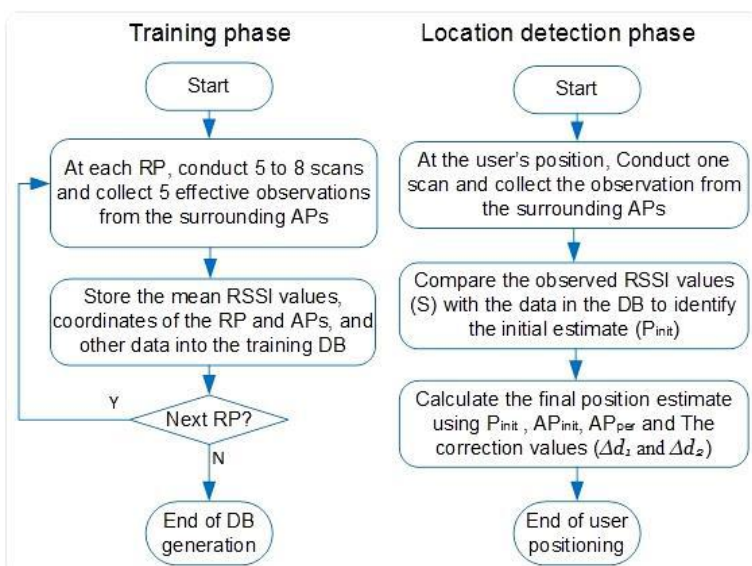 Training phase
Start
At each RP, conduct 5 to 8 scans
and collect 5 effective observations
from the surrounding APs
Store the mean RSSI values,
coordinates of the RP and APs, and
other data into the training DB
Y
Next RP?
N
End of DB
generation
Location detection phase
Start
At the user's position, Conduct one
scan and collect the observation from
the surrounding APs
Compare the observed RSSI values
(S) with the data in the DB to identify
the initial estimate (Pinit)
Calculate the final position estimate
using Pinit , APinit, APper and The
correction values (Δd₁ and Δd₂)
End of user
positioning